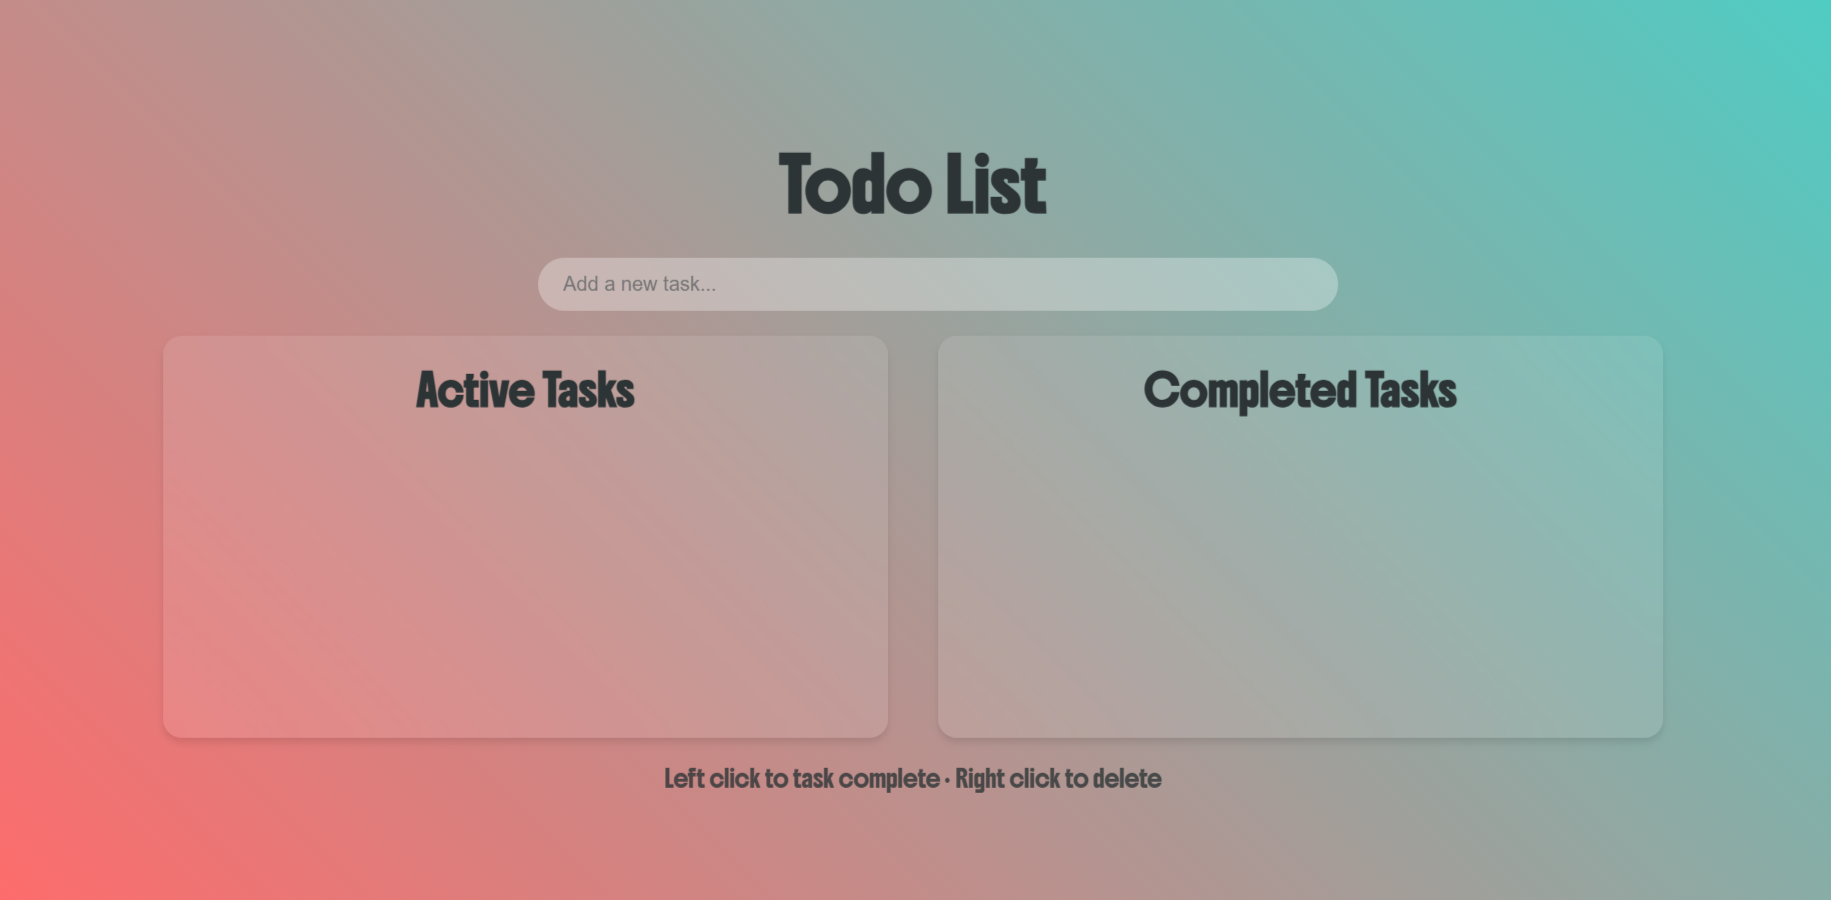 Todo List
Add a new task...
Active Tasks
Completed Tasks
Left click to task complete • Right click to delete